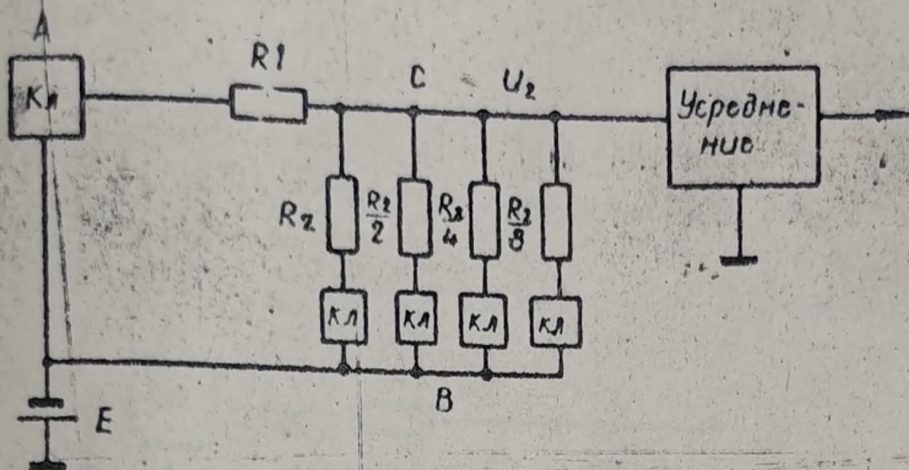 A
Кл
R1
C U₂
Усредне-
ние
R₂
R₂/2
R₂/4
R₂/8
кл
кл
кл
кл
B
E